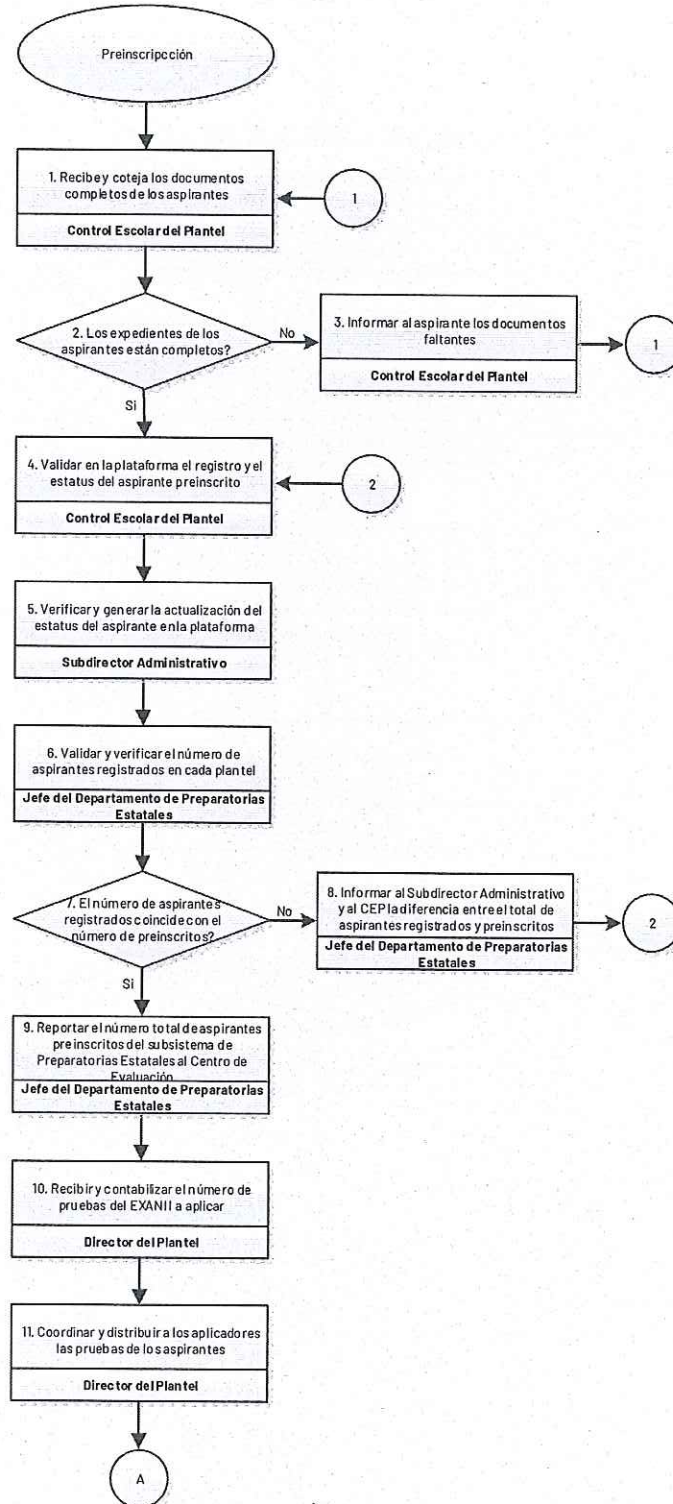 Preinscripcción
1. Recibe y coteja los documentos
completos de los aspirantes
Control Escolar del Plantel
1
2. Los expedientes de los
aspirantes están completos?
No
3. Informar al aspirante los documentos
faltantes
Control Escolar del Plantel
1
Si
4. Validar en la plataforma el registro y el
estatus del aspirante preinscrito
Control Escolar del Plantel
2
5. Verificar y generar la actualización del
estatus del aspirante en la plataforma
Subdirector Administrativo
6. Validar y verificar el número de
aspirantes registrados en cada plantel
Jefe del Departamento de Preparatorias
Estatales
7. El número de aspirantes
registrados coincide con el
número de preinscritos?
No
8. Informar al Subdirector Administrativo
y al CEP la diferencia entre el total de
aspirantes registrados y preinscritos
Jefe del Departamento de Preparatorias
Estatales
2
Si
9. Reportar el número total de aspirantes
preinscritos del subsistema de
Preparatorias Estatales al Centro de
Evaluación
Jefe del Departamento de Preparatorias
Estatales
10. Recibir y contabilizar el número de
pruebas del EXANII a aplicar
Director del Plantel
11. Coordinar y distribuir a los aplicadores
las pruebas de los aspirantes
Director del Plantel
A